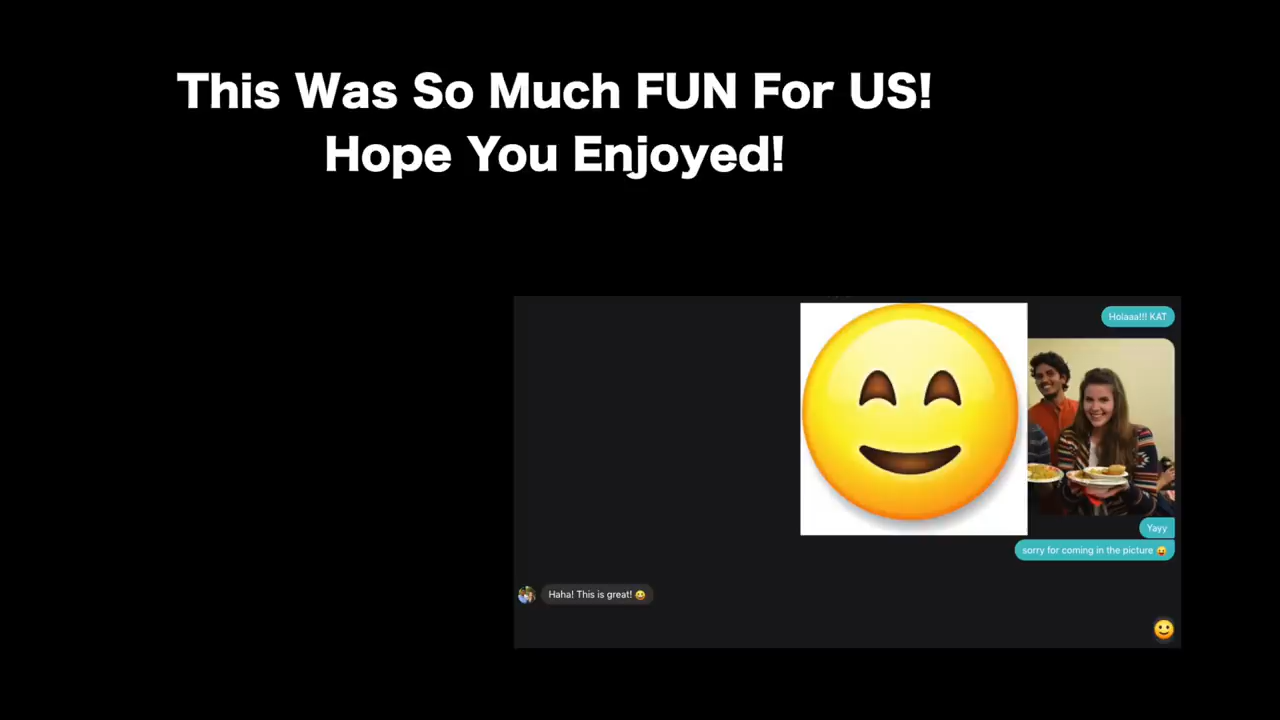 This Was So Much FUN For US!
Hope You Enjoyed!
Holaaa!!! KAT
Yayy
sorry for coming in the picture 😛
Haha! This is great! 😄